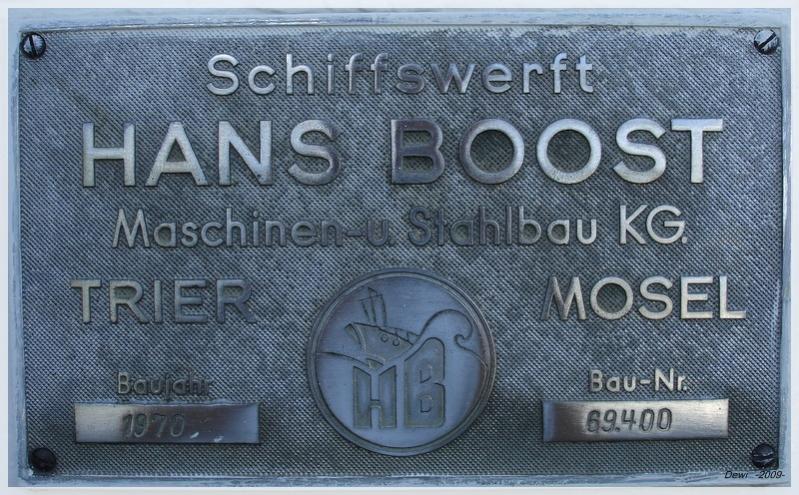 Schiffswerft
HANS BOOST
Maschinen-u. Stahlbau KG.
TRIER MOSEL
HB
Baujahr Bau-Nr.
1970 69.400
Dewi -2009-